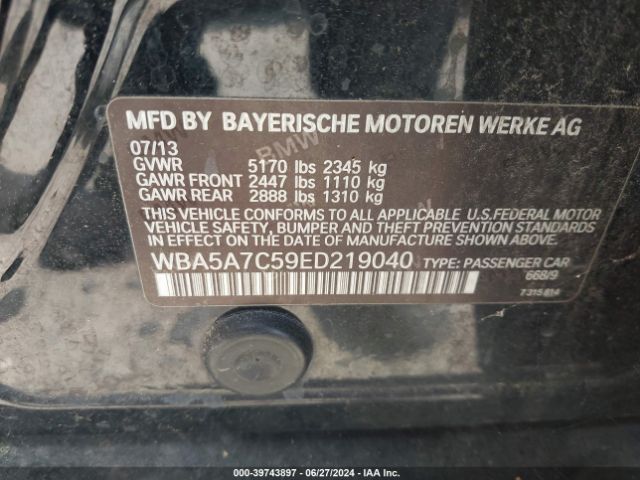 MFD BY BAYERISCHE MOTOREN WERKE AG
07/13
GVWR 5170 lbs 2345 kg
GAWR FRONT 2447 lbs 1110 kg
GAWR REAR 2888 lbs 1310 kg
THIS VEHICLE CONFORMS TO ALL APPLICABLE U.S.FEDERAL MOTOR
VEHICLE SAFETY, BUMPER AND THEFT PREVENTION STANDARDS
IN EFFECT ON THE DATE OF MANUFACTURE SHOWN ABOVE.
WBA5A7C59ED219040 TYPE: PASSENGER CAR
668/9
7 315 814
000-39743897 - 06/27/2024 - IAA Inc.